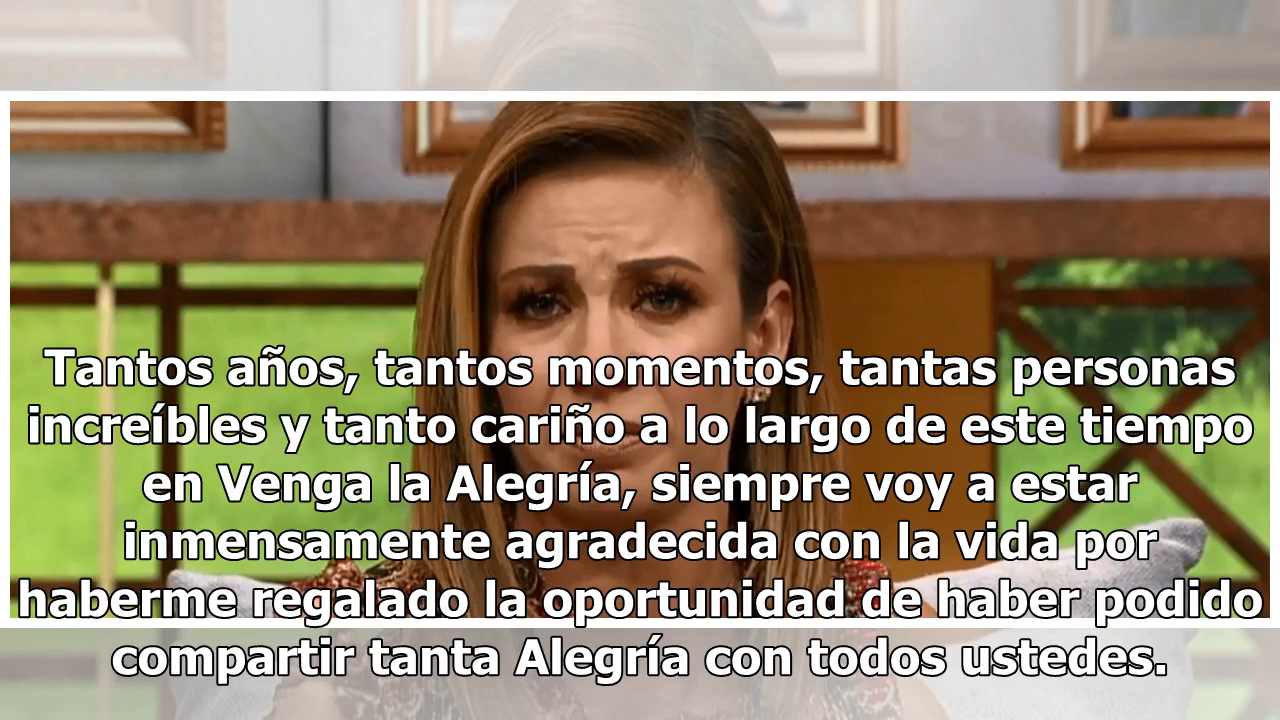 Tantos años, tantos momentos, tantas personas
increíbles y tanto cariño a lo largo de este tiempo
en Venga la Alegría, siempre voy a estar
inmensamente agradecida con la vida por
haberme regalado la oportunidad de haber podido
compartir tanta Alegría con todos ustedes.